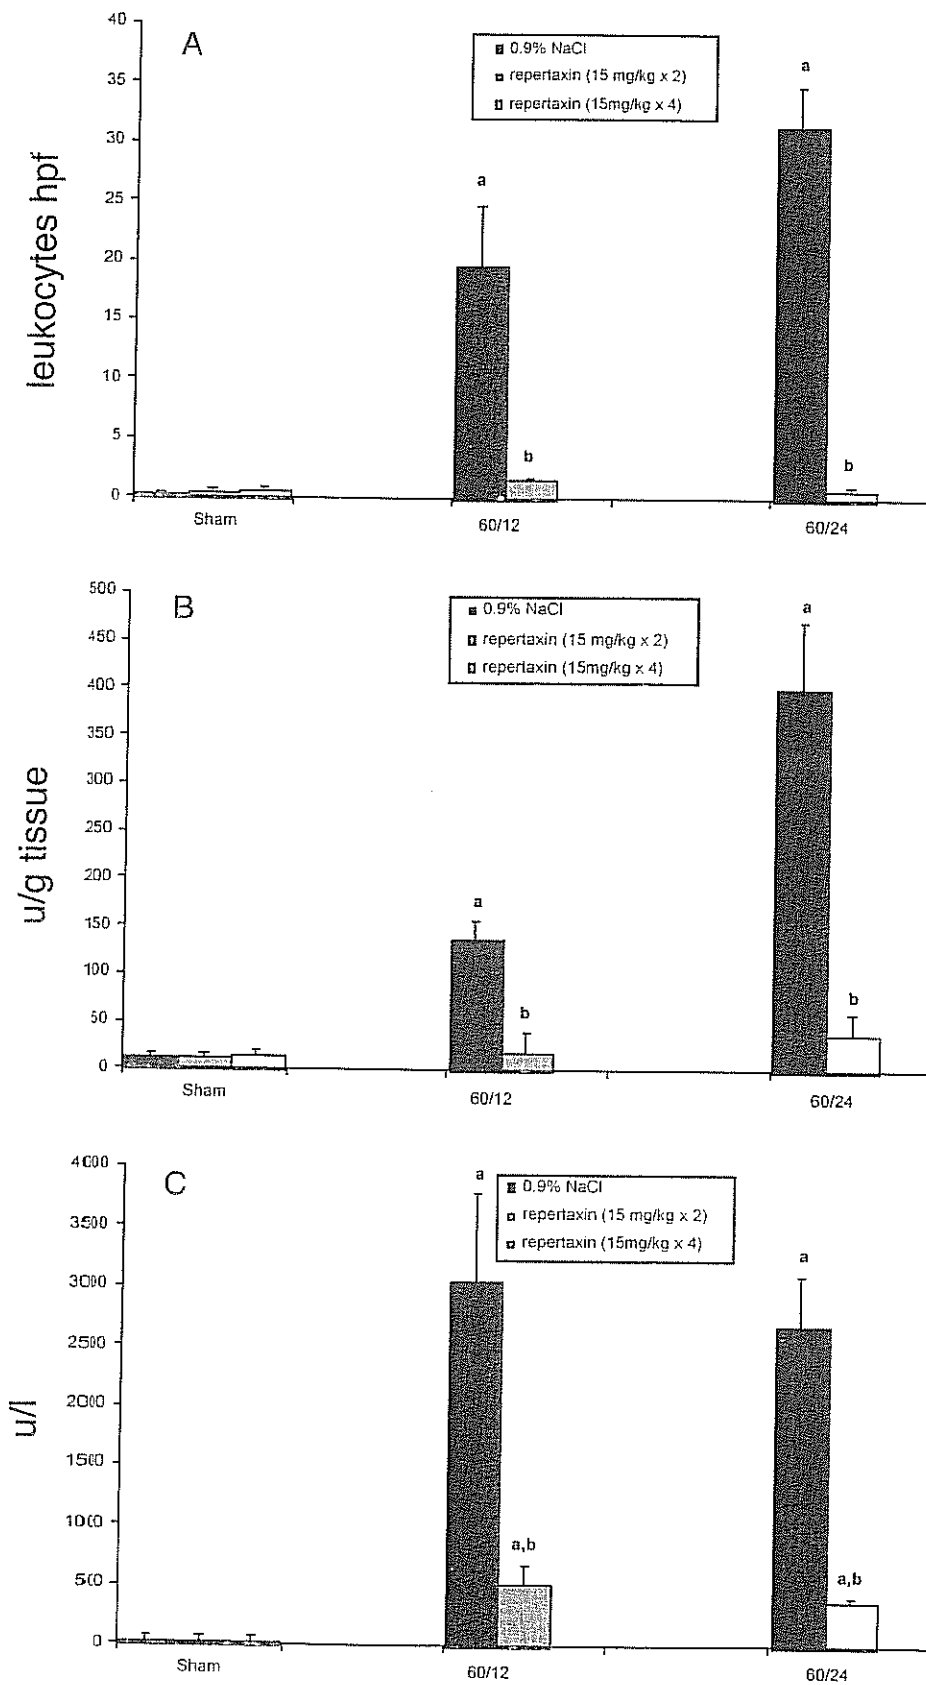 A
0.9% NaCl
repertaxin (15 mg/kg x 2)
repertaxin (15mg/kg x 4)
leukocytes hpf
40
35
30
25
20
15
10
5
0
a
b
a
b
Sham
60/12
60/24
B
0.9% NaCl
repertaxin (15 mg/kg x 2)
repertaxin (15mg/kg x 4)
u/g tissue
500
450
400
350
300
250
200
150
100
50
0
a
b
a
b
Sham
60/12
60/24
C
0.9% NaCl
repertaxin (15 mg/kg x 2)
repertaxin (15mg/kg x 4)
u/l
4000
3500
3000
2500
2000
1500
1000
500
0
a
a,b
a
a,b
Sham
60/12
60/24